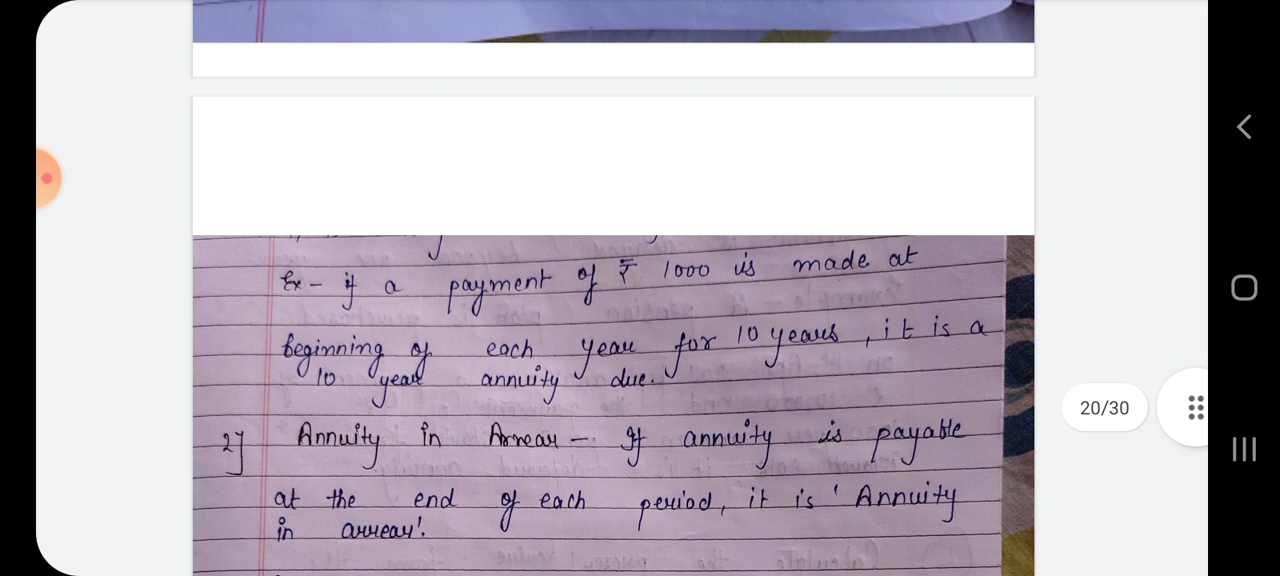 Ex - if a payment of ₹ 1000 is made at
beginning of each year for 10 years, it is a
10 year annuity due.
2] Annuity in Arrear - If annuity is payable
at the end of each period, it is 'Annuity
in arrear'.
20/30